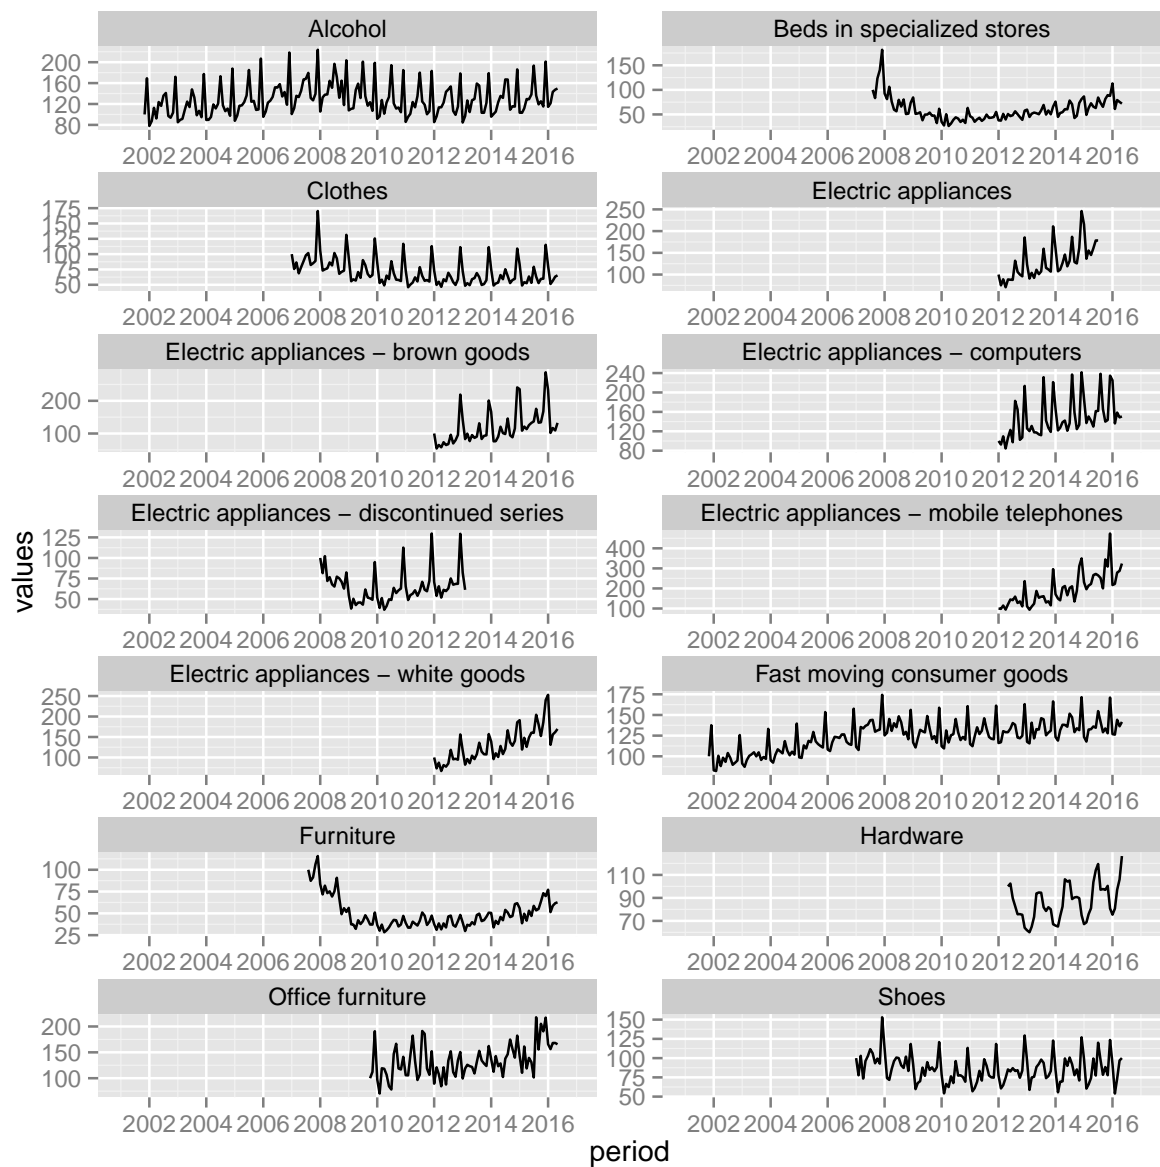 Alcohol
200
160
120
80
2002 2004 2006 2008 2010 2012 2014 2016
Beds in specialized stores
150
100
50
2002 2004 2006 2008 2010 2012 2014 2016
Clothes
175
150
125
100
75
50
2002 2004 2006 2008 2010 2012 2014 2016
Electric appliances
250
200
150
100
2002 2004 2006 2008 2010 2012 2014 2016
Electric appliances − brown goods
200
100
2002 2004 2006 2008 2010 2012 2014 2016
Electric appliances − computers
240
200
160
120
80
2002 2004 2006 2008 2010 2012 2014 2016
Electric appliances − discontinued series
125
100
75
50
2002 2004 2006 2008 2010 2012 2014 2016
Electric appliances − mobile telephones
400
300
200
100
2002 2004 2006 2008 2010 2012 2014 2016
values
Electric appliances − white goods
250
200
150
100
2002 2004 2006 2008 2010 2012 2014 2016
Fast moving consumer goods
175
150
125
100
2002 2004 2006 2008 2010 2012 2014 2016
Furniture
100
75
50
25
2002 2004 2006 2008 2010 2012 2014 2016
Hardware
110
90
70
2002 2004 2006 2008 2010 2012 2014 2016
Office furniture
200
150
100
2002 2004 2006 2008 2010 2012 2014 2016
Shoes
150
125
100
75
50
2002 2004 2006 2008 2010 2012 2014 2016
period